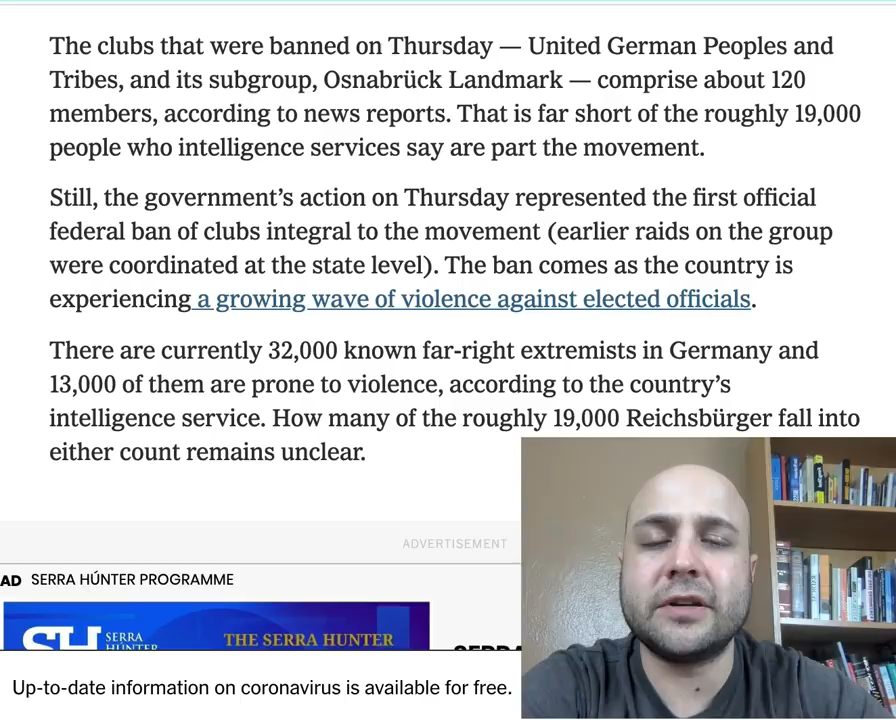 The clubs that were banned on Thursday — United German Peoples and
Tribes, and its subgroup, Osnabrück Landmark — comprise about 120
members, according to news reports. That is far short of the roughly 19,000
people who intelligence services say are part the movement.
Still, the government's action on Thursday represented the first official
federal ban of clubs integral to the movement (earlier raids on the group
were coordinated at the state level). The ban comes as the country is
experiencing a growing wave of violence against elected officials.
There are currently 32,000 known far-right extremists in Germany and
13,000 of them are prone to violence, according to the country's
intelligence service. How many of the roughly 19,000 Reichsbürger fall into
either count remains unclear.
ADVERTISEMENT
AD SERRA HÚNTER PROGRAMME
SERRA
HÚNTER
THE SERRA HUNTER
Up-to-date information on coronavirus is available for free.